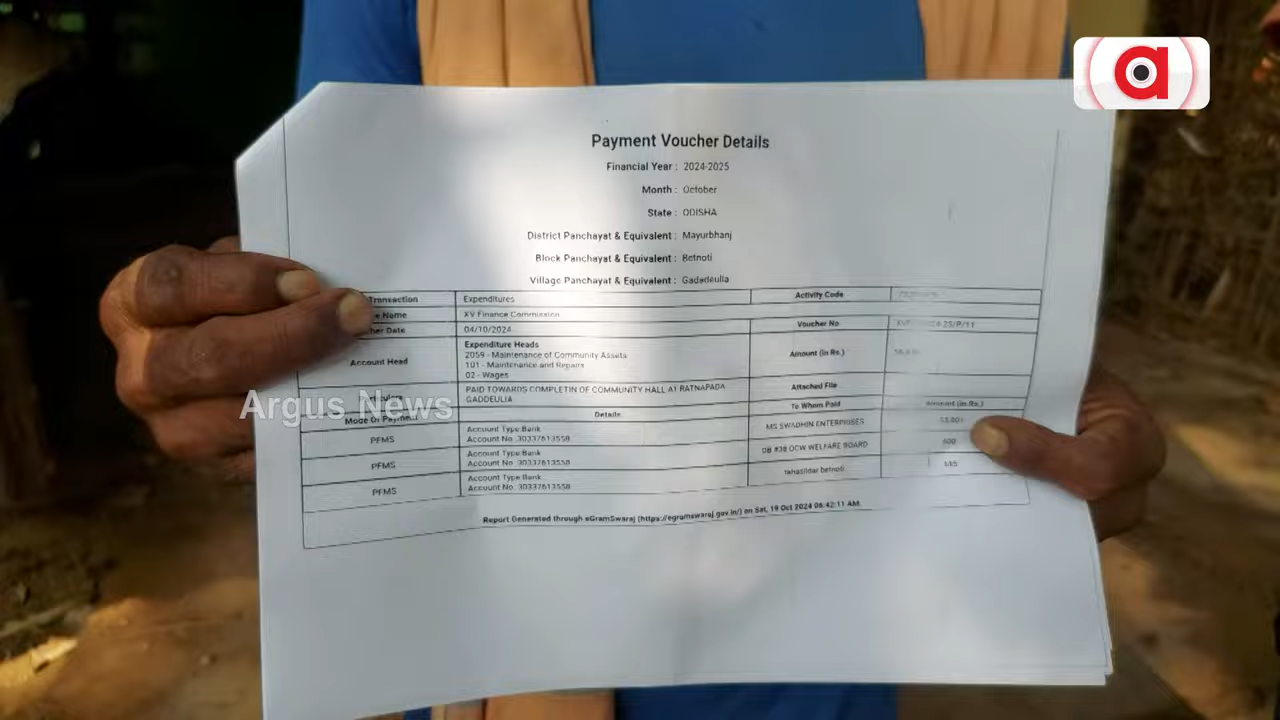 a
Payment Voucher Details
Financial Year : 2024-2025
Month : October
State : ODISHA
District Panchayat & Equivalent : Mayurbhanj
Block Panchayat & Equivalent : Betnoti
Village Panchayat & Equivalent : Gadadeulia
Transaction Expenditures Activity Code
Name XV Finance Commission
Date 04/10/2024 Voucher No
Account Head Expenditure Heads Amount (in Rs.)
2059 - Maintenance of Community Assets
101 - Maintenance and Repairs
02 - Wages
PAID TOWARDS COMPLETIN OF COMMUNITY HALL AT RATNAPADA Attached File
GADDEULIA
Argus News
Mode Of Payment Details To Whom Paid Amount (in Rs.)
PFMS Account Type:Bank MS SWADHIN ENTERPRISES
Account No. 30337613558
PFMS Account Type:Bank OB #38 OCW WELFARE BOARD 600
Account No. 30337613558
PFMS Account Type:Bank tahasildar betnoti
Account No. 30337613558
Report Generated through eGramSwaraj (https://egramswaraj.gov.in/) on Sat, 19 Oct 2024 06:42:11 AM.